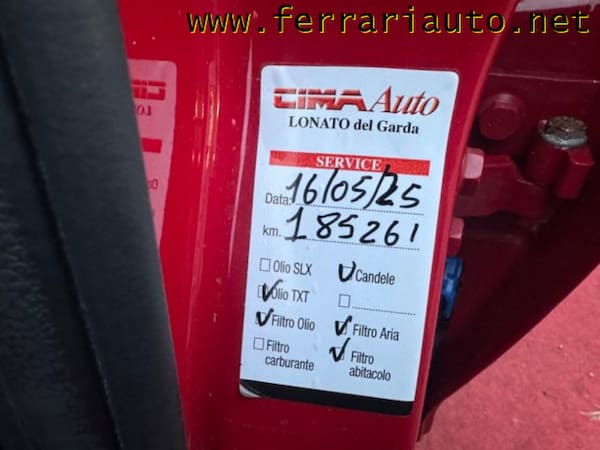 www.ferrariauto.net
CIMA Auto
LONATO del Garda
SERVICE
Data: 16/05/25
km. 185261
Olio SLX Candele
Olio TXT
Filtro Olio Filtro Aria
Filtro carburante Filtro abitacolo